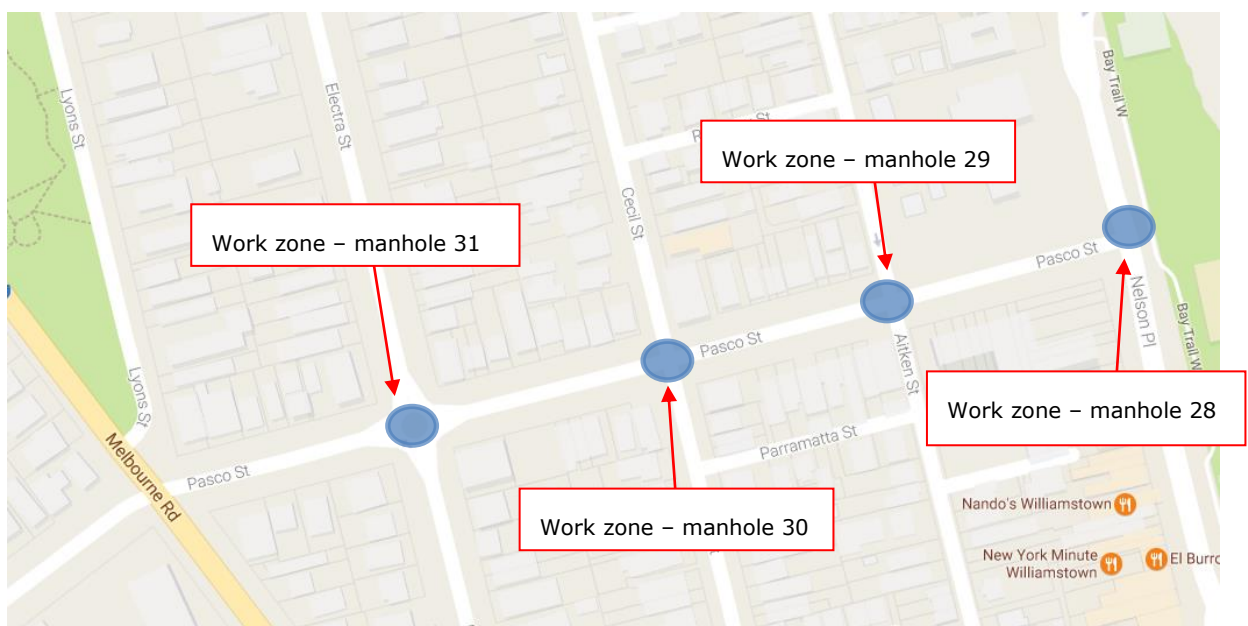 Bay Trail W
Lyons St
Electra St
Work zone – manhole 29
Cecil St
Work zone – manhole 31
Pasco St
Nelson Pl
Bay Trail W
Pasco St
Aitken St
Lyons St
Work zone – manhole 28
Melbourne Rd
Parramatta St
Pasco St
Nando's Williamstown
Work zone – manhole 30
New York Minute
Williamstown
El Burro